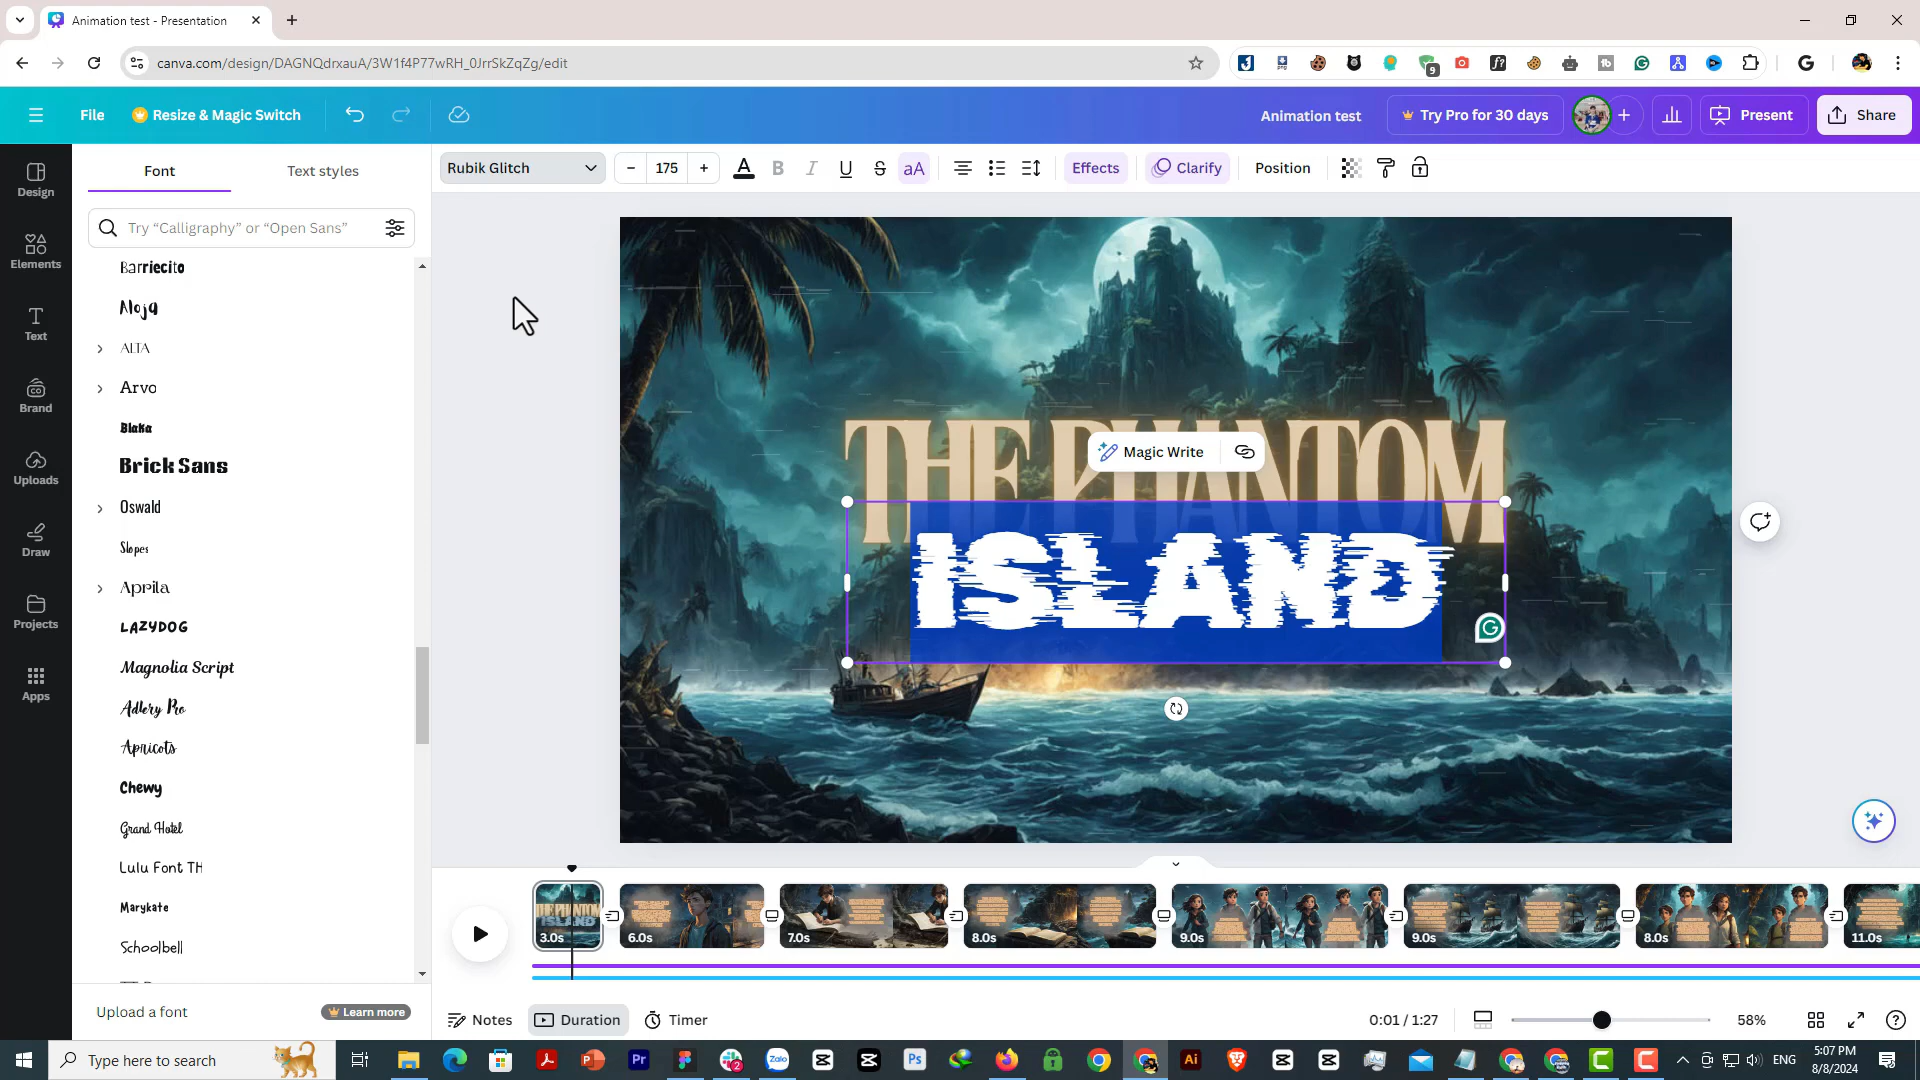 Animation test - Presentation
canva.com/design/DAGNQdrxauA/3W1f4P77wRH_0JrrSkZqZg/edit
9
File
Resize & Magic Switch
Animation test
Try Pro for 30 days
Present
Share
Font
Text styles
Rubik Glitch
175
Effects
Clarify
Position
Try “Calligraphy” or “Open Sans”
Design
Elements
Text
Brand
Uploads
Draw
Projects
Apps
Barriecito
Aloja
ALTA
Arvo
Blaka
Brick Sans
Oswald
Slopes
Aprila
LAZYDOG
Magnolia Script
Adlery Pro
Apricots
Chewy
Grand Hotel
Lulu Font TH
Marykate
Schoolbell
Upload a font
Learn more
THE PHANTOM
Magic Write
ISLAND
3.0s
6.0s
7.0s
8.0s
9.0s
9.0s
8.0s
11.0s
Notes
Duration
Timer
0:01 / 1:27
58%
Type here to search
ENG
5:07 PM
8/8/2024